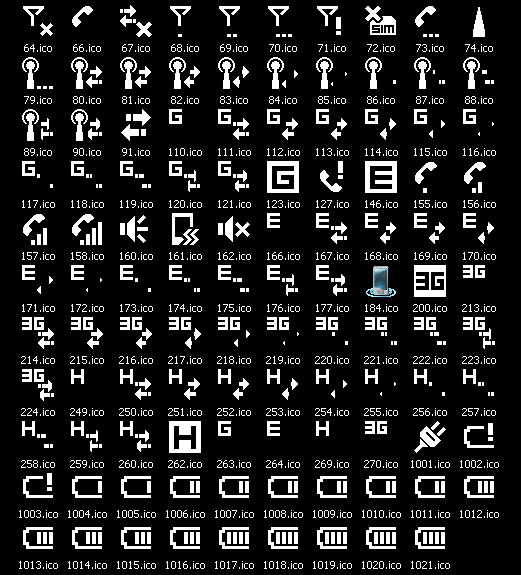 SIM
64.ico 66.ico 67.ico 68.ico 69.ico 70.ico 71.ico 72.ico 73.ico 74.ico
79.ico 80.ico 81.ico 82.ico 83.ico 84.ico 85.ico 86.ico 87.ico 88.ico
G G G G G G G
89.ico 90.ico 91.ico 110.ico 111.ico 112.ico 113.ico 114.ico 115.ico 116.ico
G G G G G G E
117.ico 118.ico 119.ico 120.ico 121.ico 123.ico 127.ico 146.ico 155.ico 156.ico
E E E E E
157.ico 158.ico 160.ico 161.ico 162.ico 166.ico 167.ico 168.ico 169.ico 170.ico
E E E E E E E 3G 3G
171.ico 172.ico 173.ico 174.ico 175.ico 176.ico 177.ico 184.ico 200.ico 213.ico
3G 3G 3G 3G 3G 3G 3G 3G 3G 3G
214.ico 215.ico 216.ico 217.ico 218.ico 219.ico 220.ico 221.ico 222.ico 223.ico
3G H H H H H H H H H
224.ico 249.ico 250.ico 251.ico 252.ico 253.ico 254.ico 255.ico 256.ico 257.ico
H H H H G E H 3G
258.ico 259.ico 260.ico 262.ico 263.ico 264.ico 269.ico 270.ico 1001.ico 1002.ico
1003.ico 1004.ico 1005.ico 1006.ico 1007.ico 1008.ico 1009.ico 1010.ico 1011.ico 1012.ico
1013.ico 1014.ico 1015.ico 1016.ico 1017.ico 1018.ico 1019.ico 1020.ico 1021.ico